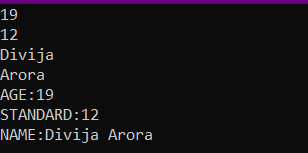 19
12
Divija
Arora
AGE:19
STANDARD:12
NAME:Divija Arora